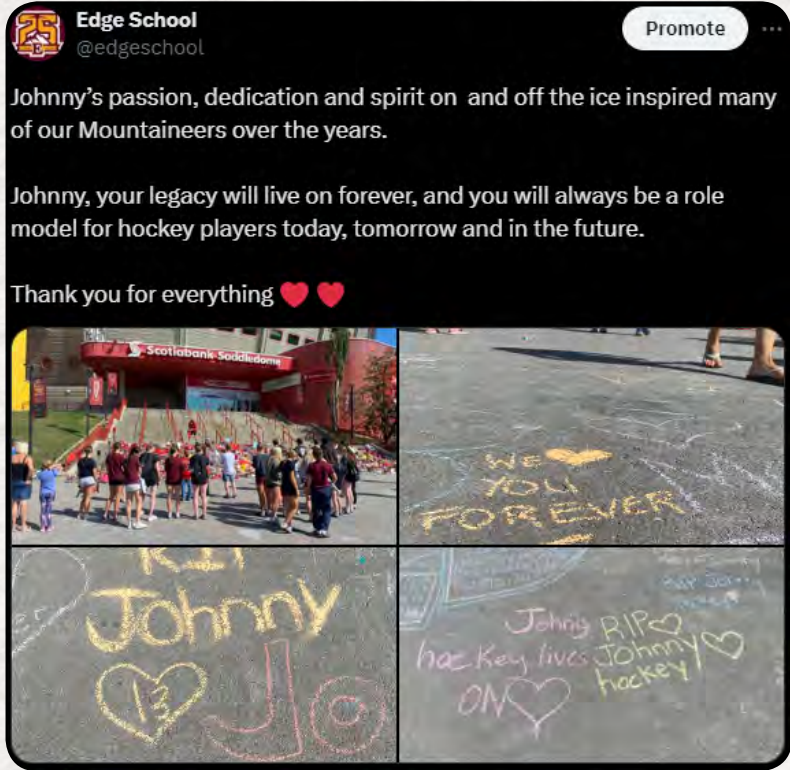 25
E
Edge School
@edgeschool
Promote
Johnny’s passion, dedication and spirit on and off the ice inspired many
of our Mountaineers over the years.
Johnny, your legacy will live on forever, and you will always be a role
model for hockey players today, tomorrow and in the future.
Thank you for everything ❤️ ❤️
Scotiabank Saddledome
WE
YOU
FOREVER
RIP
Johnny
13
Jo
Johny
hockey lives
ON
RIP
Johnny
hockey